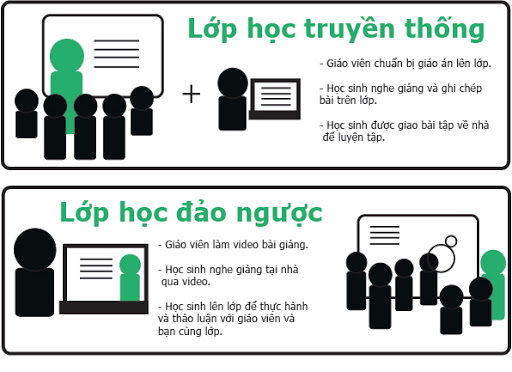 Lớp học truyền thống
- Giáo viên chuẩn bị giáo án lên lớp.
- Học sinh nghe giảng và ghi chép
bài trên lớp.
- Học sinh được giao bài tập về nhà
để luyện tập.
+
Lớp học đảo ngược
- Giáo viên làm video bài giảng.
- Học sinh nghe giảng tại nhà
qua video.
- Học sinh lên lớp để thực hành
và thảo luận với giáo viên và
bạn cùng lớp.